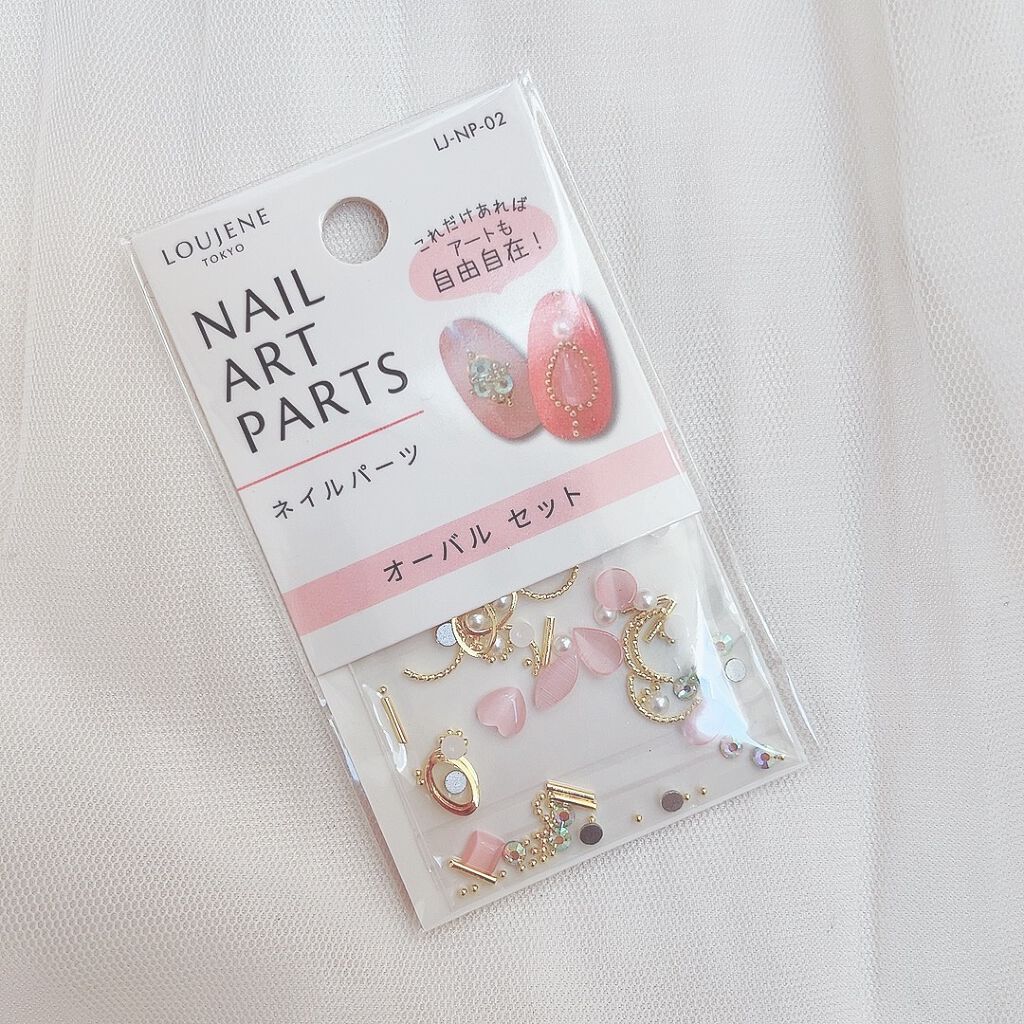 LJ-NP-02
LOUJENE
TOKYO
NAIL
ART
PARTS
ネイルパーツ
これだけあれば
アートも
自由自在!
オーバル セット